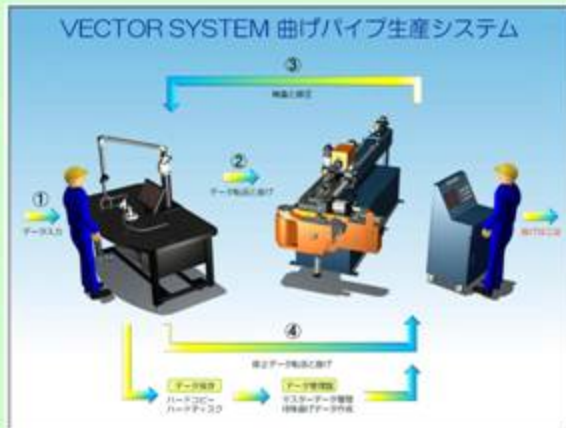 VECTOR SYSTEM 曲げパイプ生産システム
③
検査と修正
②
データ転送と曲げ
①
データ入力
曲げ加工品
④
修正データ転送と曲げ
データ保存
ハードコピー
ハードディスク
データ管理
マスターデータ管理
特殊曲げデータ作成